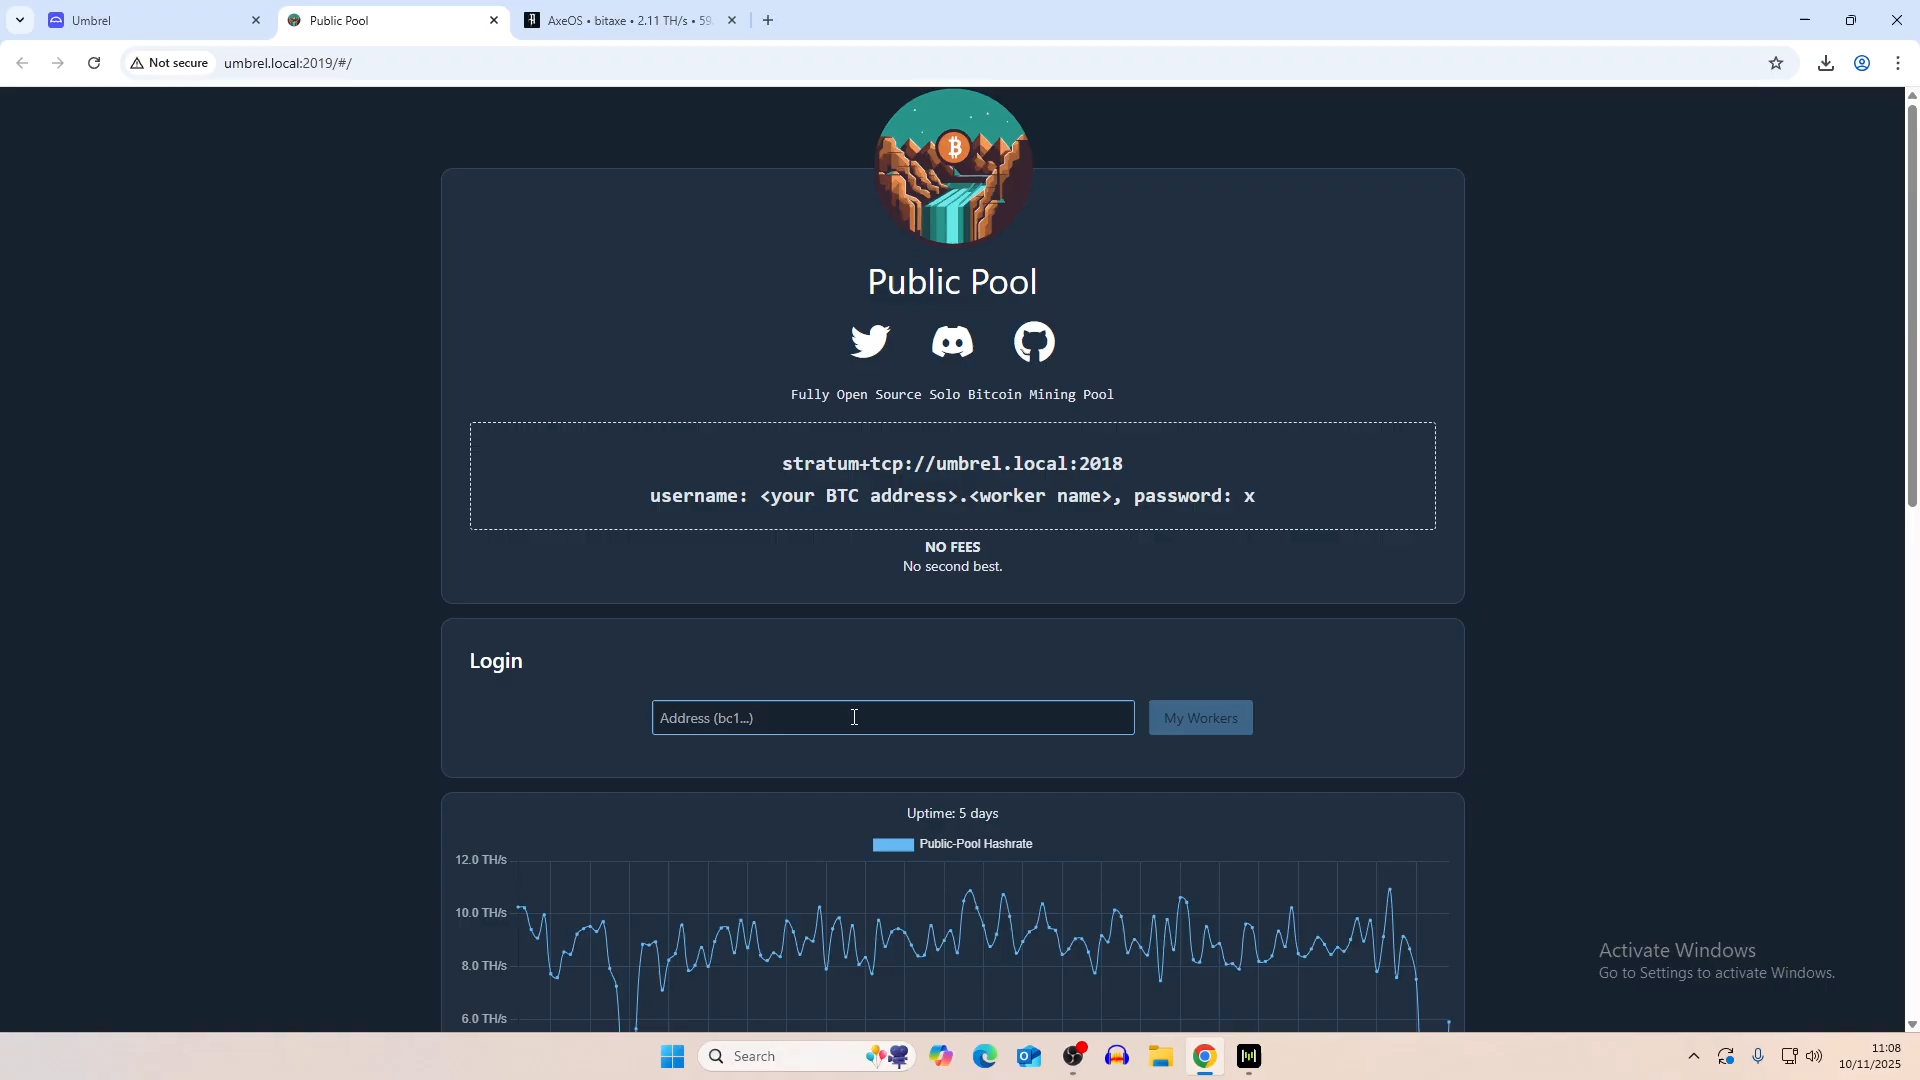 Umbrel
Public Pool
AxeOS • bitaxe • 2.11 TH/s • 59.
Not secure
umbrel.local:2019/#/
Public Pool
Fully Open Source Solo Bitcoin Mining Pool
stratum+tcp://umbrel.local:2018
username: <your BTC address>.<worker name>, password: x
NO FEES
No second best.
Login
Address (bc1...)
My Workers
Uptime: 5 days
Public-Pool Hashrate
12.0 TH/s
10.0 TH/s
8.0 TH/s
6.0 TH/s
Activate Windows
Go to Settings to activate Windows.
Search
11:08
10/11/2025